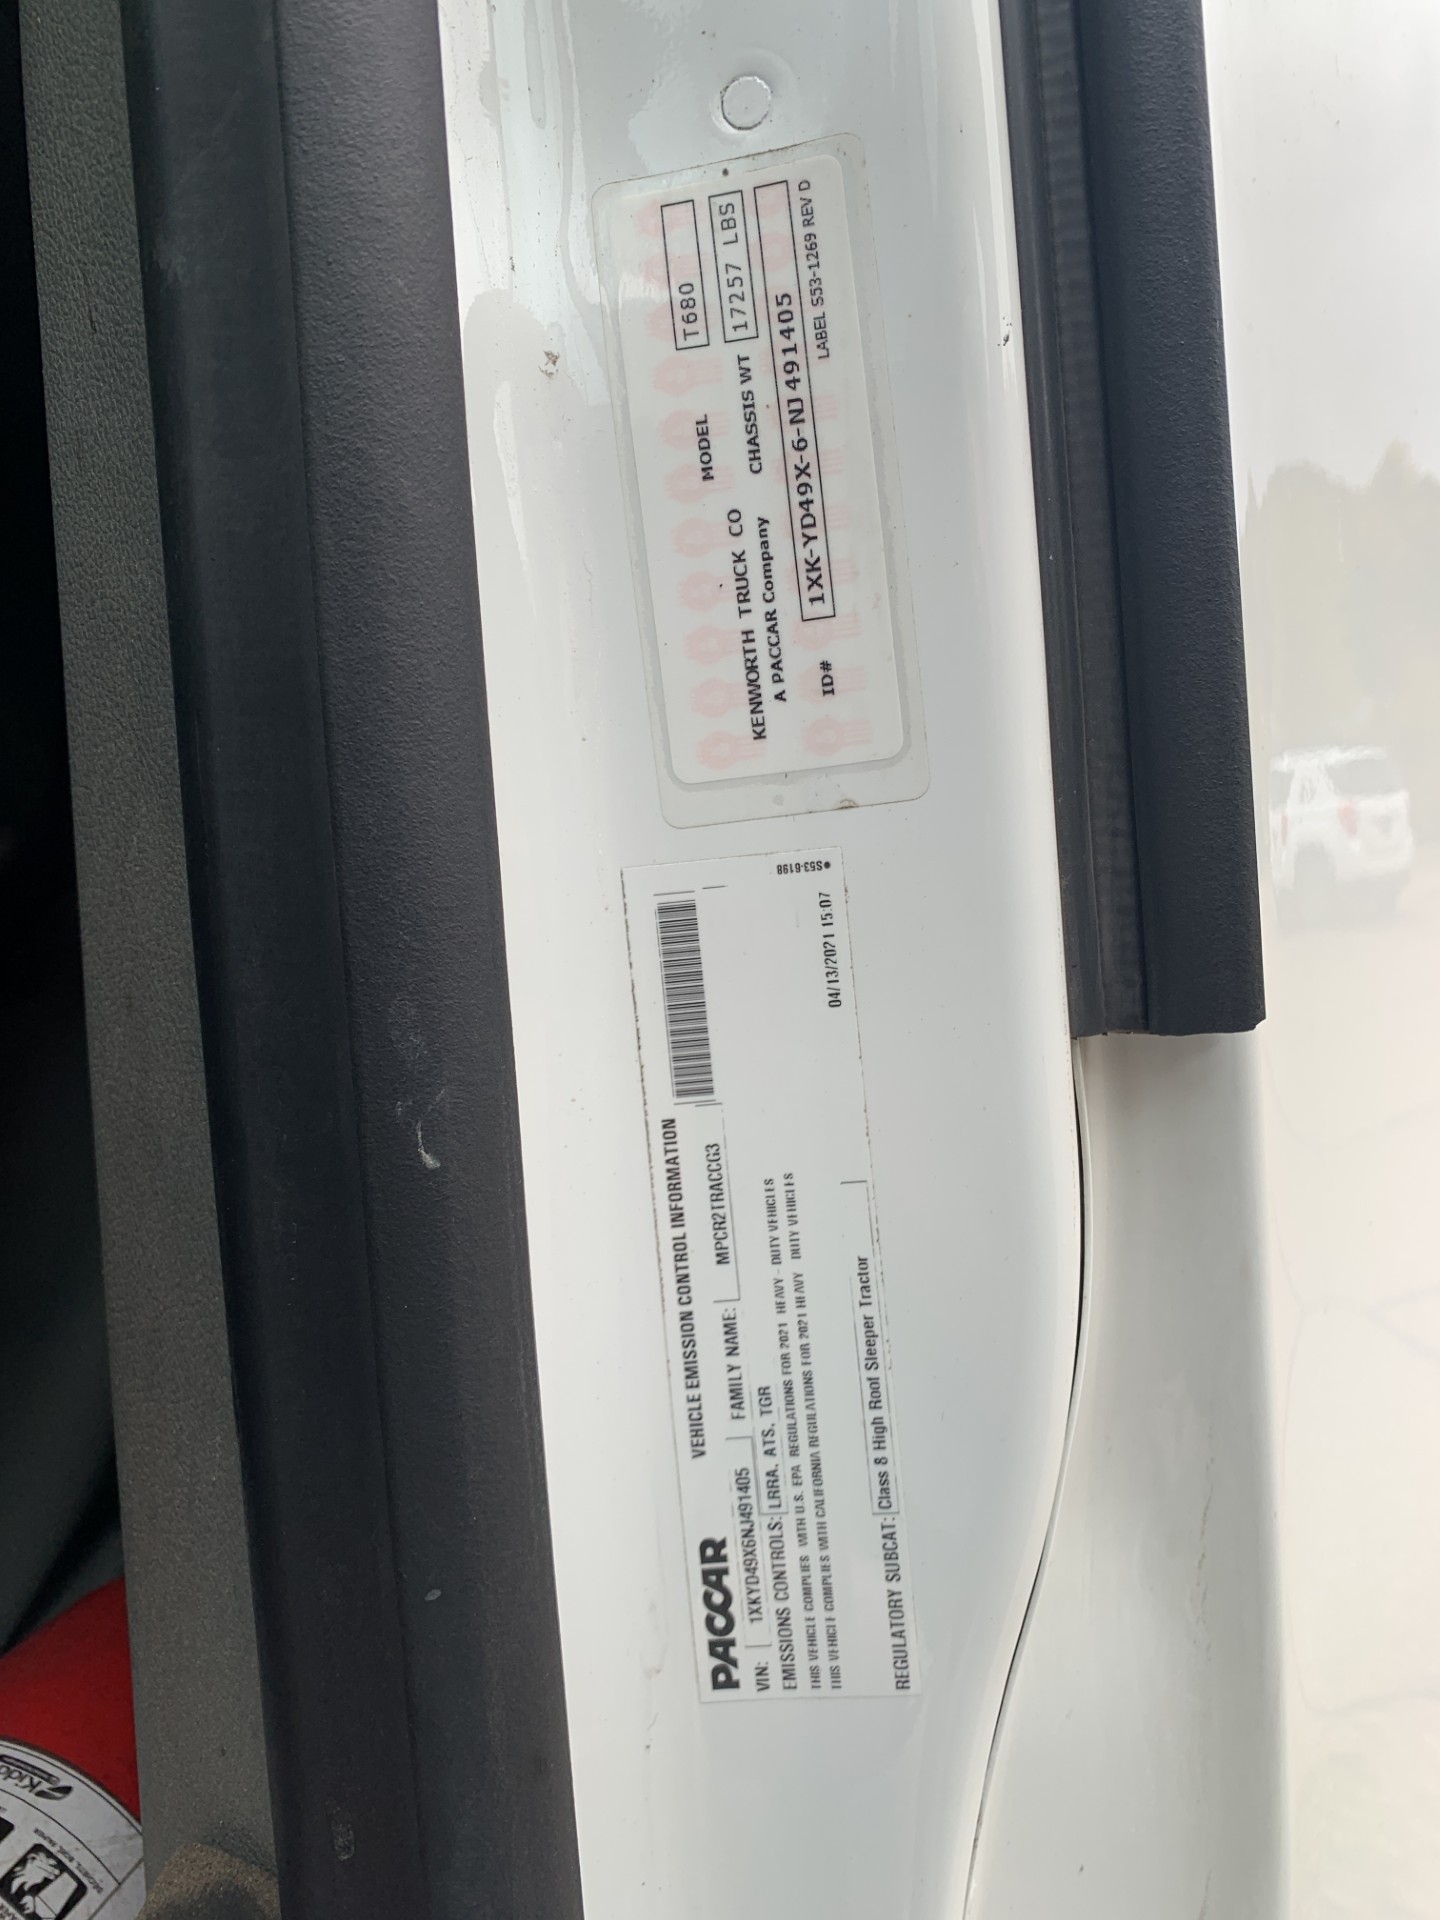 KENWORTH TRUCK CO MODEL T680
A PACCAR Company CHASSIS WT 17257 LBS
ID# 1XK-YD49X-6-NJ491405
LABEL S53-1269 REV D
VEHICLE EMISSION CONTROL INFORMATION
PACCAR
VIN: 1XKYD49X6NJ491405 FAMILY NAME: MPCR2TRACCG3
EMISSIONS CONTROLS: LRRA, ATS, TGR
THIS VEHICLE COMPLIES WITH U.S. EPA REGULATIONS FOR 2021 HEAVY - DUTY VEHICLES
THIS VEHICLE COMPLIES WITH CALIFORNIA REGULATIONS FOR 2021 HEAVY DUTY VEHICLES
04/13/2021 15:07
REGULATORY SUBCAT: Class 8 High Roof Sleeper Tractor
S53-6198